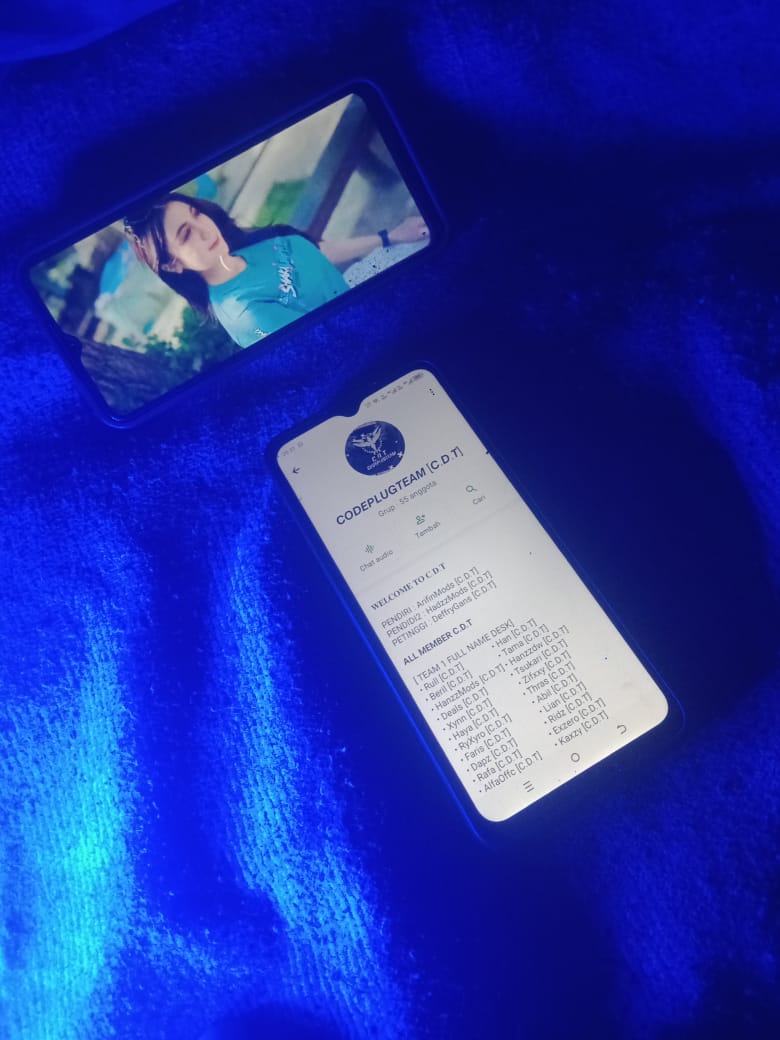 C.D.T
CODEPLUGTEAM [C.D.T]
Grup · 55 anggota
Chat audio
Tambah
Cari
WELCOME TO C.D.T
PENDIRI : ArifinMods [C.D.T]
PENDIDI2 : HadzzMods [C.D.T]
PETINGGI : DeffryGans [C.D.T]
ALL MEMBER C.D.T
[TEAM 1 FULL NAME DESK]
• Rull [C.D.T] • Han [C.D.T]
• Beril [C.D.T] • Tama [C.D.T]
• HanzzMods [C.D.T] • Hanzzdw [C.D.T]
• Deals [C.D.T] • Tsukari [C.D.T]
• Xynn [C.D.T] • Zifxxy [C.D.T]
• Haya [C.D.T] • Thras [C.D.T]
• RyXyro [C.D.T] • Abil [C.D.T]
• Faris [C.D.T] • Lian [C.D.T]
• Dapz [C.D.T] • Ridz [C.D.T]
• Rafa [C.D.T] • Exzero [C.D.T]
• AlfaOffc [C.D.T] • Kaxzy [C.D.T]